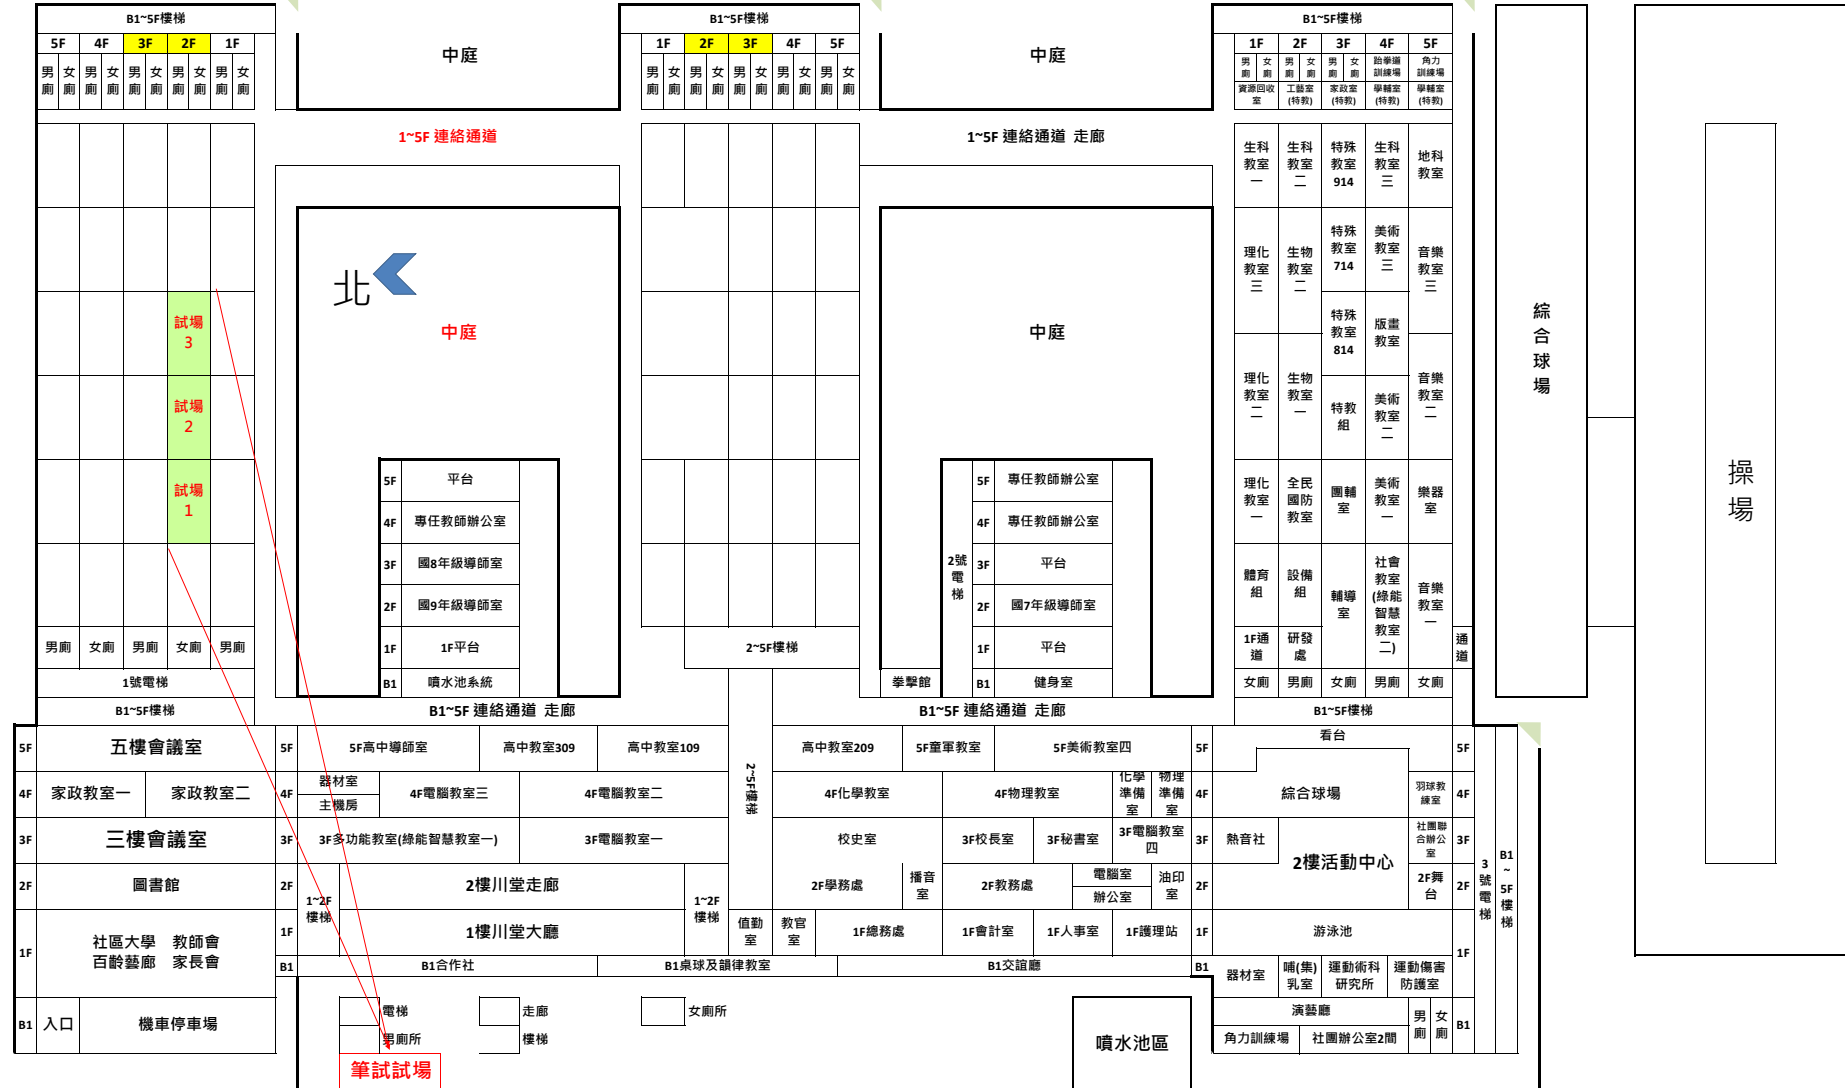 B1~5F樓梯
B1~5F樓梯
B1~5F樓梯
5F 4F 3F 2F 1F
中庭
1F 2F 3F 4F 5F
中庭
1F 2F 3F 4F 5F
男廁 女廁 男廁 女廁 男廁 女廁 男廁 女廁 男廁 女廁
男廁 女廁 男廁 女廁 男廁 女廁 男廁 女廁 男廁 女廁
男廁 女廁 男廁 女廁 男廁 女廁 跆拳道訓練場 角力訓練場
資源回收室 工藝室(特教) 家政室(特教) 學輔室(特教) 學輔室(特教)
1~5F 連絡通道
1~5F 連絡通道 走廊
生科教室一 生科教室二 特殊教室914 生科教室三 地科教室
理化教室三 生物教室二 特殊教室714 美術教室三 音樂教室三
特殊教室814 版畫教室
理化教室二 生物教室一 特教組 美術教室二 音樂教室二
理化教室一 全民國防教室 團輔室 美術教室一 樂器室
體育組 設備組 輔導室 社會教室(綠能智慧教室二) 音樂教室一
1F通道 研發處 通道
女廁 男廁 女廁 男廁 女廁
B1~5F樓梯
綜合球場
操場
北
中庭
中庭
試場3
試場2
試場1
5F 平台
4F 專任教師辦公室
3F 國8年級導師室
2F 國9年級導師室
1F 1F平台
B1 噴水池系統
2號電梯
5F 專任教師辦公室
4F 專任教師辦公室
3F 平台
2F 國7年級導師室
1F 平台
拳擊館 B1 健身室
男廁 女廁 男廁 女廁 男廁
1號電梯
B1~5F樓梯
2~5F樓梯
B1~5F 連絡通道 走廊
B1~5F 連絡通道 走廊
5F 五樓會議室 5F 5F高中導師室 高中教室309 高中教室109 高中教室209 5F童軍教室 5F美術教室四 5F 看台 5F
2~5F樓梯
4F 家政教室一 家政教室二 4F 器材室 主機房 4F電腦教室三 4F電腦教室二 4F化學教室 4F物理教室 化學準備室 物理準備室 4F 綜合球場 羽球教練室 4F
3F 三樓會議室 3F 3F多功能教室(綠能智慧教室一) 3F電腦教室一 校史室 3F校長室 3F秘書室 3F電腦教室四 3F 熱音社 2樓活動中心 社團聯合辦公室 3F
3號電梯
B1~5F樓梯
2F 圖書館 2F 1~2F樓梯 2樓川堂走廊 1~2F樓梯 2F學務處 播音室 2F教務處 電腦室 辦公室 油印室 2F 2F舞台 2F
1F 社區大學 教師會
百齡藝廊 家長會
1F 1樓川堂大廳 值勤室 教官室 1F總務處 1F會計室 1F人事室 1F護理站 1F 游泳池 1F
B1 B1合作社 B1桌球及韻律教室 B1交誼廳 B1 器材室 哺(集)乳室 運動術科研究所 運動傷害防護室
B1 入口 機車停車場
電梯 走廊 女廁所
男廁所 樓梯
噴水池區
演藝廳 男廁 女廁 B1
角力訓練場 社團辦公室2間
筆試試場